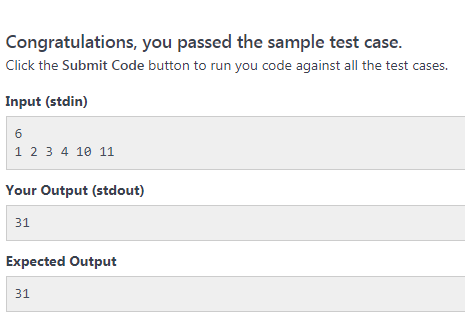 Congratulations, you passed the sample test case.
Click the Submit Code button to run you code against all the test cases.
Input (stdin)
6
1 2 3 4 10 11
Your Output (stdout)
31
Expected Output
31